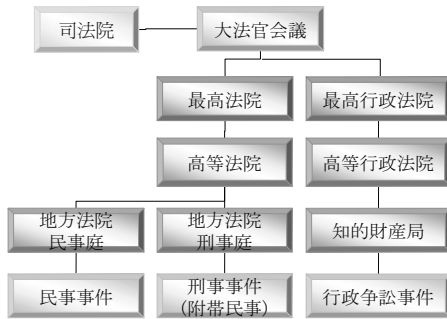 司法院
大法官会議
最高法院
最高行政法院
高等法院
高等行政法院
地方法院
民事庭
地方法院
刑事庭
知的財産局
民事事件
刑事事件
(附帯民事)
行政争訟事件